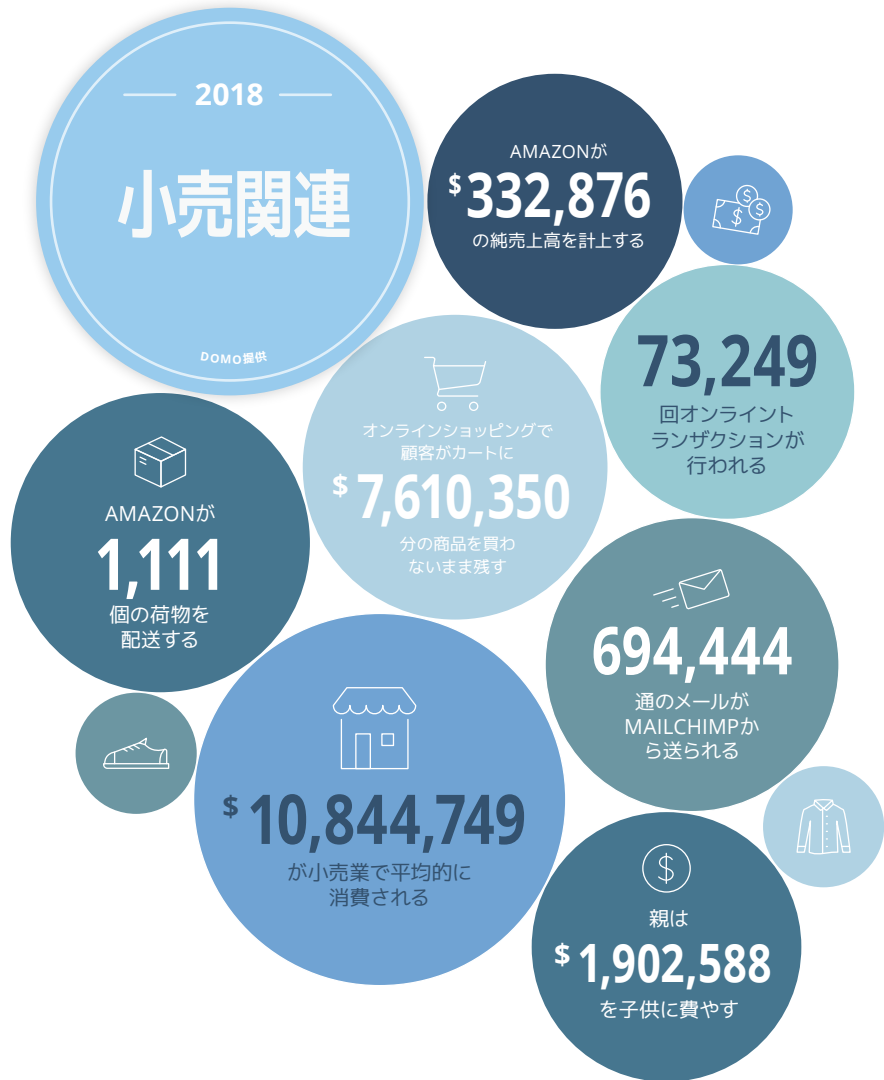 2018
小売関連
DOMO提供
AMAZONが
$332,876
の純売上高を計上する
73,249
回オンライント
ランザクションが
行われる
オンラインショッピングで
顧客がカートに
$7,610,350
分の商品を買わ
ないまま残す
AMAZONが
1,111
個の荷物を
配送する
694,444
通のメールが
MAILCHIMPか
ら送られる
$10,844,749
が小売業で平均的に
消費される
親は
$1,902,588
を子供に費やす